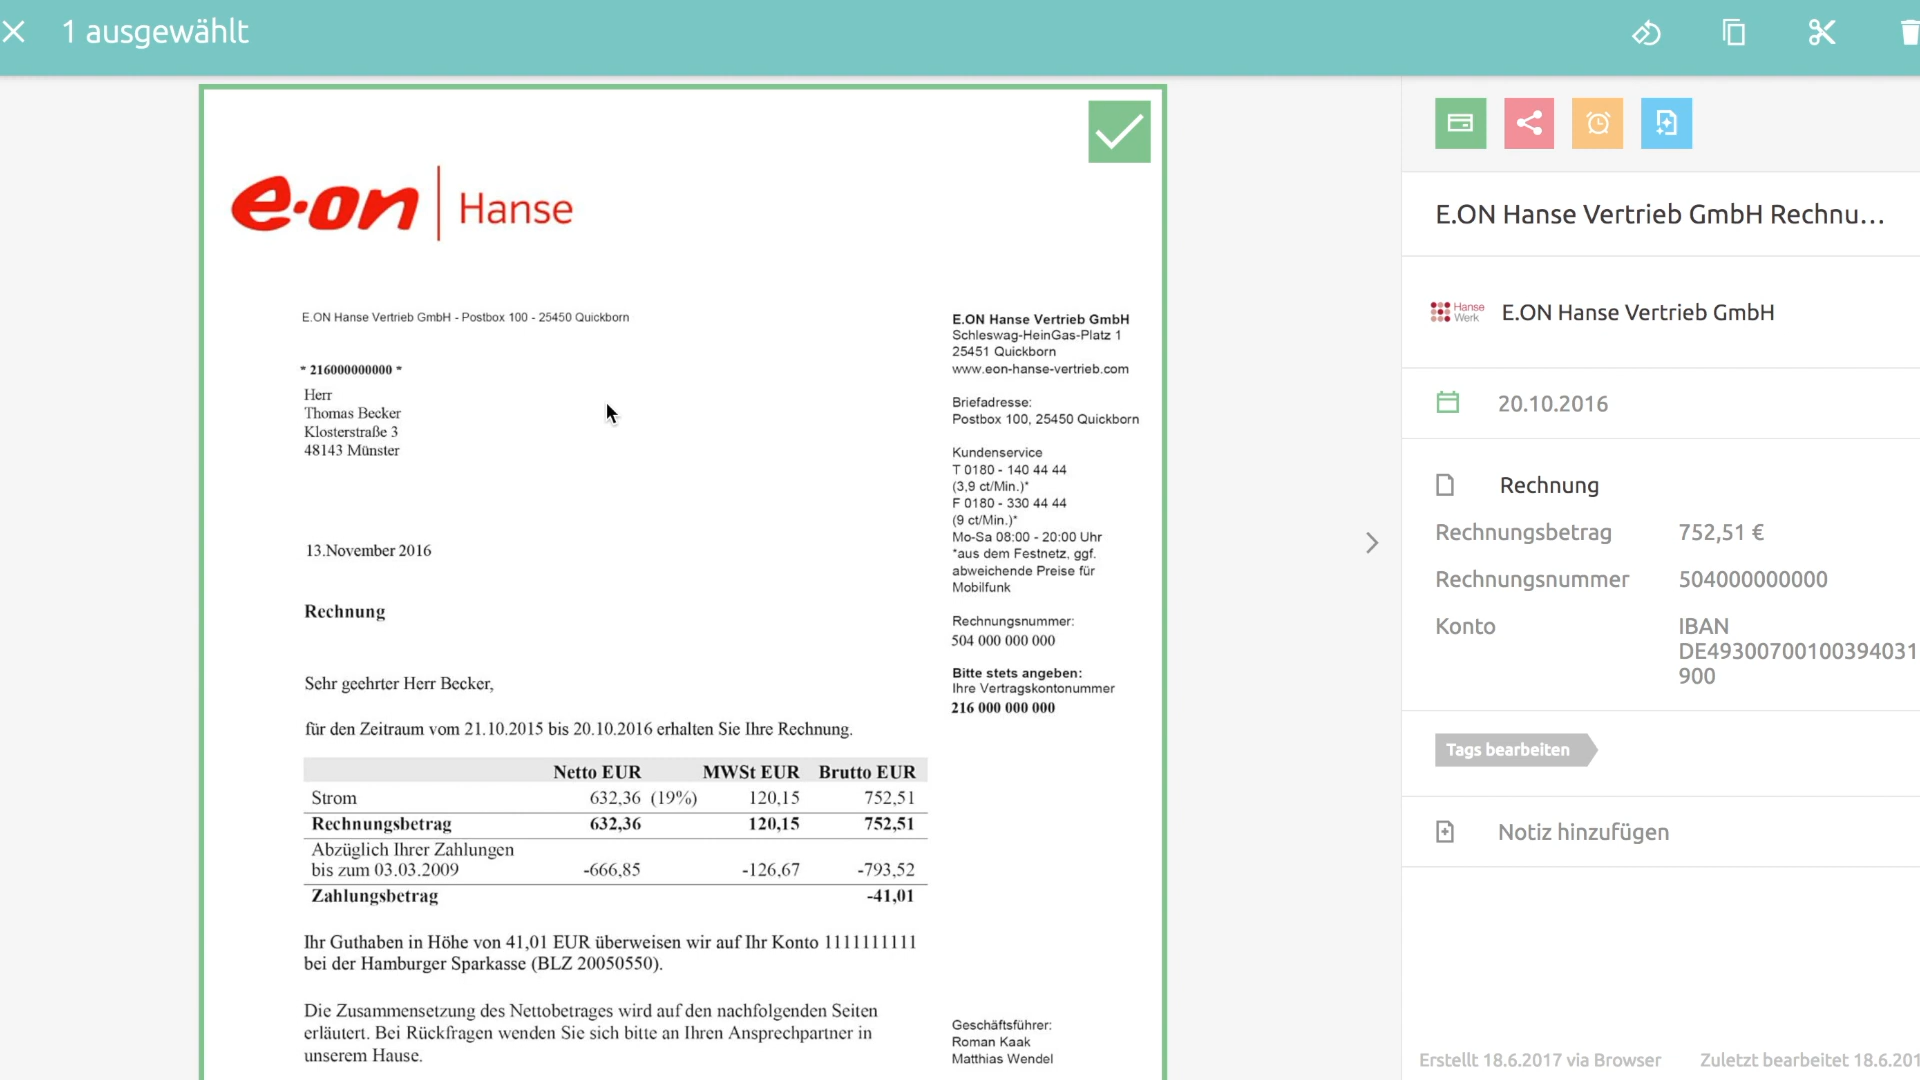 1 ausgewählt
e·on | Hanse
E.ON Hanse Vertrieb GmbH - Postbox 100 - 25450 Quickborn
* 216000000000 *
Herr
Thomas Becker
Klosterstraße 3
48143 Münster
13.November 2016
Rechnung
Sehr geehrter Herr Becker,
für den Zeitraum vom 21.10.2015 bis 20.10.2016 erhalten Sie Ihre Rechnung.
Netto EUR MWSt EUR Brutto EUR
Strom 632,36 (19%) 120,15 752,51
Rechnungsbetrag 632,36 120,15 752,51
Abzüglich Ihrer Zahlungen
bis zum 03.03.2009 -666,85 -126,67 -793,52
Zahlungsbetrag -41,01
Ihr Guthaben in Höhe von 41,01 EUR überweisen wir auf Ihr Konto 1111111111
bei der Hamburger Sparkasse (BLZ 20050550).
Die Zusammensetzung des Nettobetrages wird auf den nachfolgenden Seiten
erläutert. Bei Rückfragen wenden Sie sich bitte an Ihren Ansprechpartner in
unserem Hause.
E.ON Hanse Vertrieb GmbH
Schleswag-HeinGas-Platz 1
25451 Quickborn
www.eon-hanse-vertrieb.com
Briefadresse:
Postbox 100, 25450 Quickborn
Kundenservice
T 0180 - 140 44 44
(3,9 ct/Min.)*
F 0180 - 330 44 44
(9 ct/Min.)*
Mo-Sa 08:00 - 20:00 Uhr
*aus dem Festnetz, ggf.
abweichende Preise für
Mobilfunk
Rechnungsnummer:
504 000 000 000
Bitte stets angeben:
Ihre Vertragskontonummer
216 000 000 000
Geschäftsführer:
Roman Kaak
Matthias Wendel
E.ON Hanse Vertrieb GmbH Rechnu...
Hanse
Werk
E.ON Hanse Vertrieb GmbH
20.10.2016
Rechnung
Rechnungsbetrag 752,51 €
Rechnungsnummer 504000000000
Konto IBAN
DE49300700100394031
900
Tags bearbeiten
Notiz hinzufügen
Erstellt 18.6.2017 via Browser Zuletzt bearbeitet 18.6.201